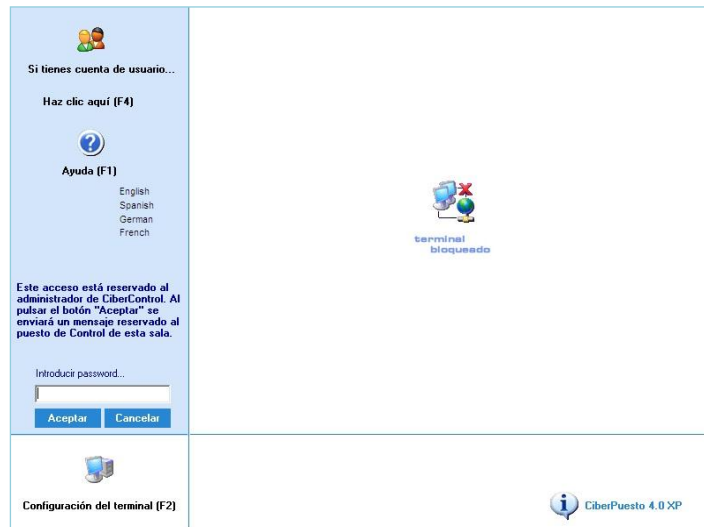 Si tienes cuenta de usuario...
Haz clic aquí (F4)
Ayuda (F1)
English
Spanish
German
French
Este acceso está reservado al
administrador de CiberControl. Al
pulsar el botón "Aceptar" se
enviará un mensaje reservado al
puesto de Control de esta sala.
Introducir password...
Aceptar Cancelar
Configuración del terminal (F2)
terminal
bloqueado
CiberPuesto 4.0 XP